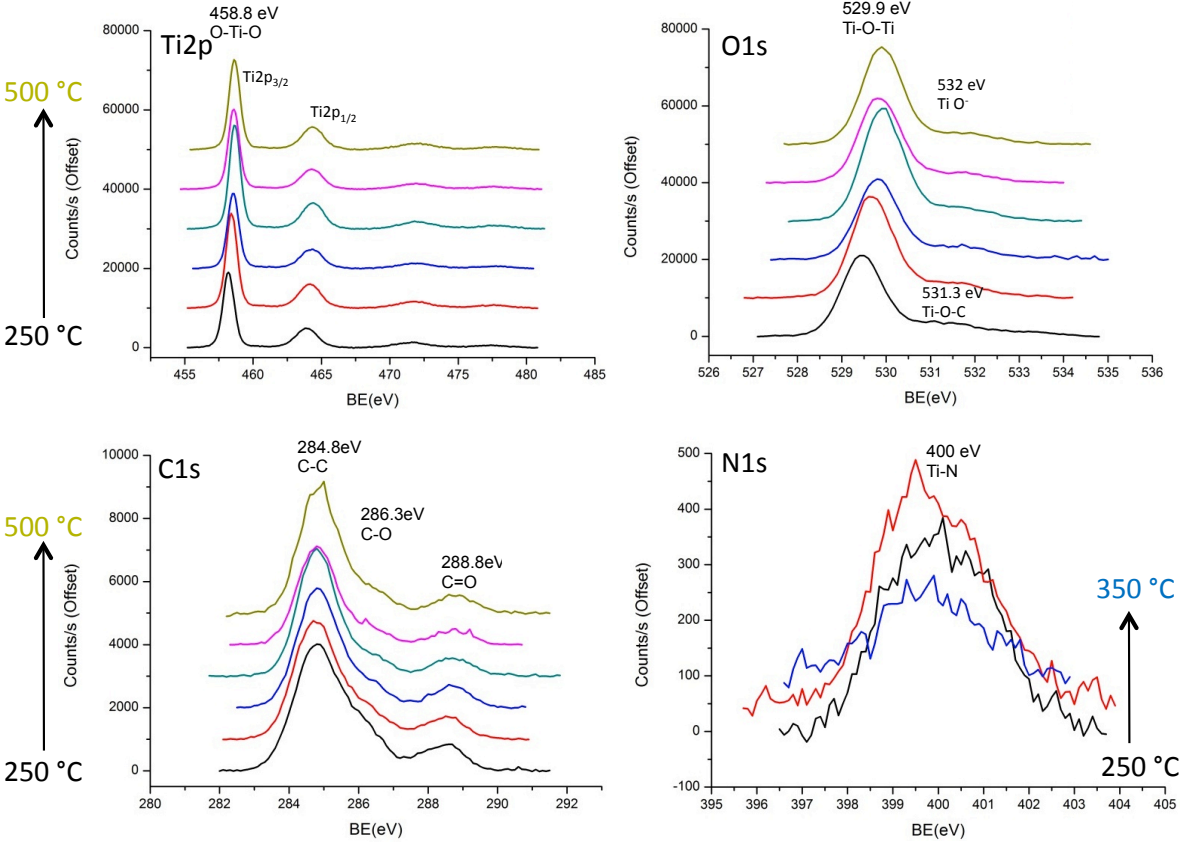 458.8 eV
O-Ti-O
Ti2p
Ti2p3/2
Ti2p1/2
80000
60000
40000
20000
0
Counts/s (Offset)
455
460
465
470
475
480
485
BE(eV)
500 °C
250 °C
529.9 eV
Ti-O-Ti
O1s
532 eV
Ti O-
531.3 eV
Ti-O-C
80000
60000
40000
20000
0
Counts/s (Offset)
526
527
528
529
530
531
532
533
534
535
536
BE(eV)
284.8eV
C-C
C1s
286.3eV
C-O
288.8eV
C=O
10000
8000
6000
4000
2000
0
Counts/s (Offset)
280
282
284
286
288
290
292
BE(eV)
500 °C
250 °C
400 eV
Ti-N
N1s
500
400
300
200
100
0
-100
Counts/s (Offset)
395
396
397
398
399
400
401
402
403
404
405
BE(eV)
350 °C
250 °C